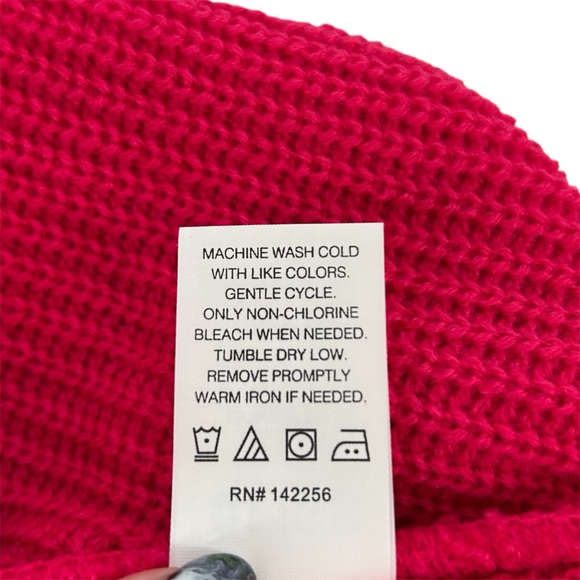 MACHINE WASH COLD
WITH LIKE COLORS.
GENTLE CYCLE.
ONLY NON-CHLORINE
BLEACH WHEN NEEDED.
TUMBLE DRY LOW.
REMOVE PROMPTLY
WARM IRON IF NEEDED.
RN# 142256